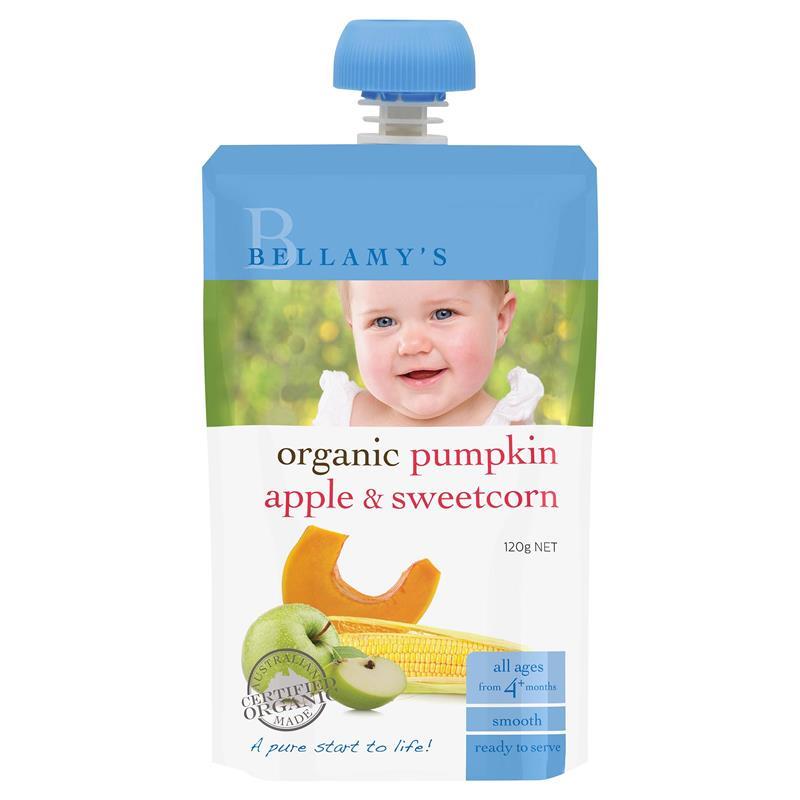 B
BELLAMY'S
organic pumpkin
apple & sweetcorn
120g NET
AUSTRALIAN
CERTIFIED
ORGANIC
MADE
all ages
from 4+ months
smooth
ready to serve
A pure start to life!